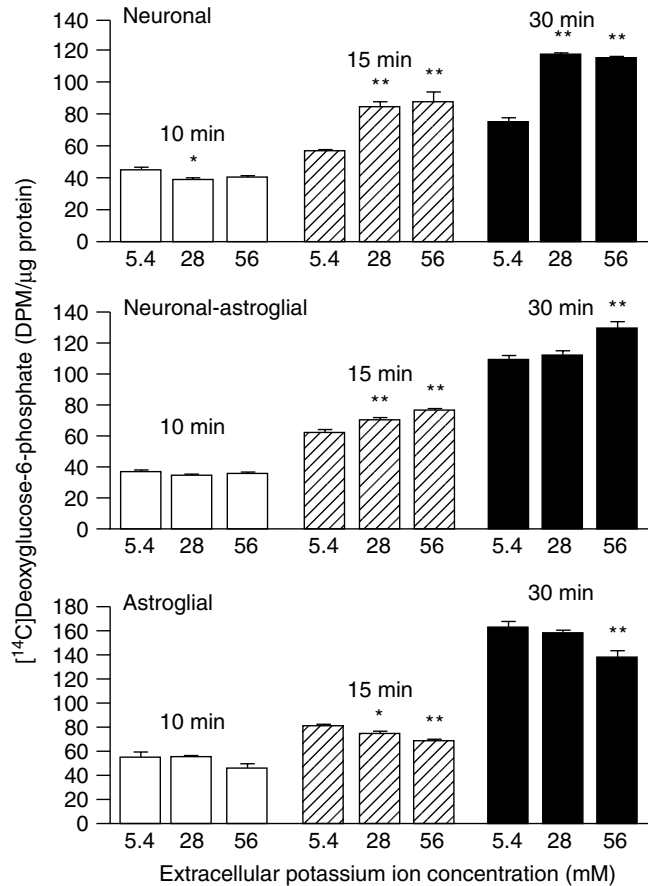 [¹⁴C]Deoxyglucose-6-phosphate (DPM/µg protein)
Neuronal
140
120
100
80
60
40
20
0
10 min
*
15 min
** **
30 min
** **
5.4 28 56 5.4 28 56 5.4 28 56
Neuronal-astroglial
140
120
100
80
60
40
20
0
10 min
15 min
** **
30 min
**
5.4 28 56 5.4 28 56 5.4 28 56
Astroglial
180
160
140
120
100
80
60
40
20
0
10 min
15 min
* **
30 min
**
5.4 28 56 5.4 28 56 5.4 28 56
Extracellular potassium ion concentration (mM)